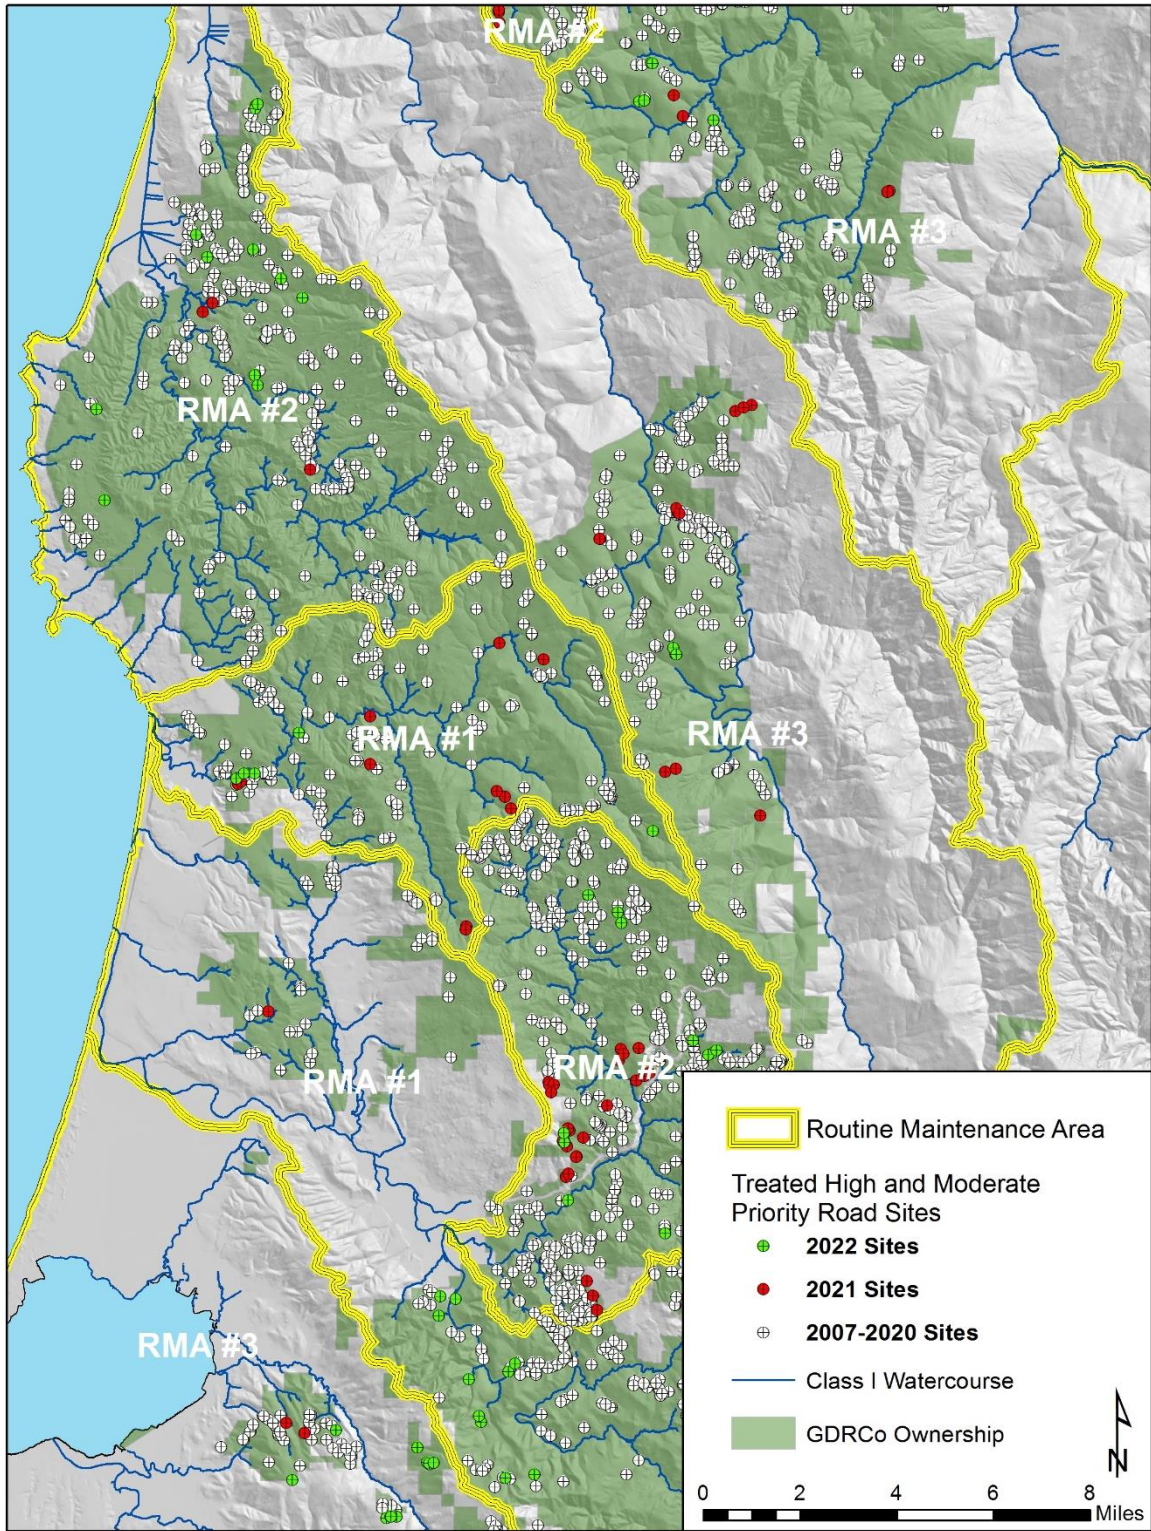 RMA #2
RMA #3
RMA #2
RMA #3
RMA #1
RMA #2
RMA #1
RMA #3
Routine Maintenance Area
Treated High and Moderate
Priority Road Sites
2022 Sites
2021 Sites
2007-2020 Sites
Class I Watercourse
GDRCo Ownership
N
0 2 4 6 8
Miles